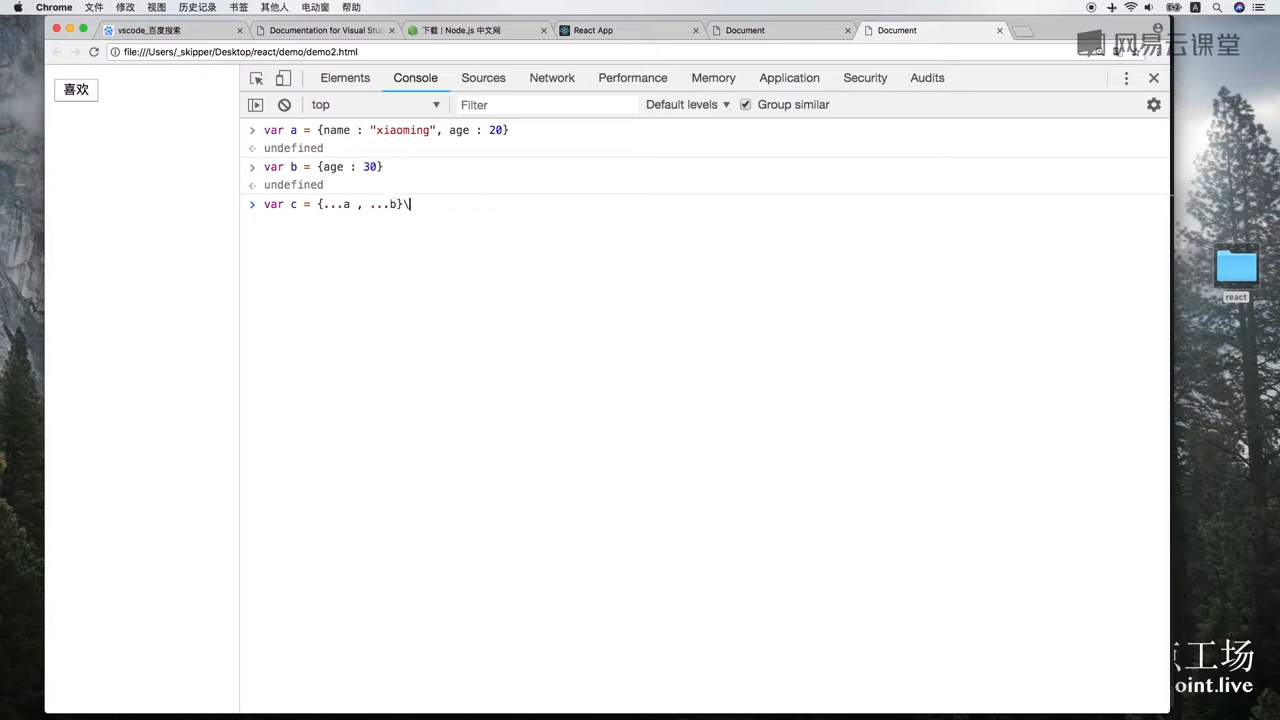 Chrome 文件 修改 视图 历史记录 书签 其他人 电动窗 帮助
vscode_百度搜索 Documentation for Visual Stud 下载 | Node.js 中文网 React App Document Document
file:///Users/_skipper/Desktop/react/demo/demo2.html
网易云课堂
喜欢
Elements Console Sources Network Performance Memory Application Security Audits
top Filter Default levels Group similar
> var a = {name : "xiaoming", age : 20}
undefined
> var b = {age : 30}
undefined
> var c = {...a , ...b}\
react
工场
oint.live